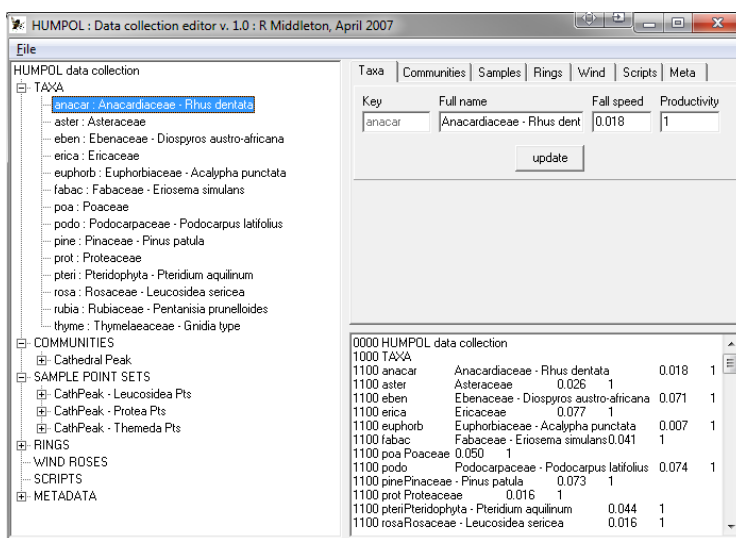 HUMPOL : Data collection editor v. 1.0 : R Middleton, April 2007
File
HUMPOL data collection
TAXA
anacar : Anacardiaceae - Rhus dentata
aster : Asteraceae
eben : Ebenaceae - Diospyros austro-africana
erica : Ericaceae
euphorb : Euphorbiaceae - Acalypha punctata
fabac : Fabaceae - Eriosema simulans
poa : Poaceae
podo : Podocarpaceae - Podocarpus latifolius
pine : Pinaceae - Pinus patula
prot : Proteaceae
pteri : Pteridophyta - Pteridium aquilinum
rosa : Rosaceae - Leucosidea sericea
rubia : Rubiaceae - Pentanisia prunelloides
thyme : Thymelaeaceae - Gnidia type
COMMUNITIES
Cathedral Peak
SAMPLE POINT SETS
CathPeak - Leucosidea Pts
CathPeak - Protea Pts
CathPeak - Themeda Pts
RINGS
WIND ROSES
SCRIPTS
METADATA
Taxa Communities Samples Rings Wind Scripts Meta
Key Full name Fall speed Productivity
anacar Anacardiaceae - Rhus dent 0.018 1
update
0000 HUMPOL data collection
1000 TAXA
1100 anacar Anacardiaceae - Rhus dentata 0.018 1
1100 aster Asteraceae 0.026 1
1100 eben Ebenaceae - Diospyros austro-africana 0.071 1
1100 erica Ericaceae 0.077 1
1100 euphorb Euphorbiaceae - Acalypha punctata 0.007 1
1100 fabac Fabaceae - Eriosema simulans0.041 1
1100 poa Poaceae 0.050 1
1100 podo Podocarpaceae - Podocarpus latifolius 0.074 1
1100 pinePinaceae - Pinus patula 0.073 1
1100 prot Proteaceae 0.016 1
1100 pteriPteridophyta - Pteridium aquilinum 0.044 1
1100 rosaRosaceae - Leucosidea sericea 0.016 1